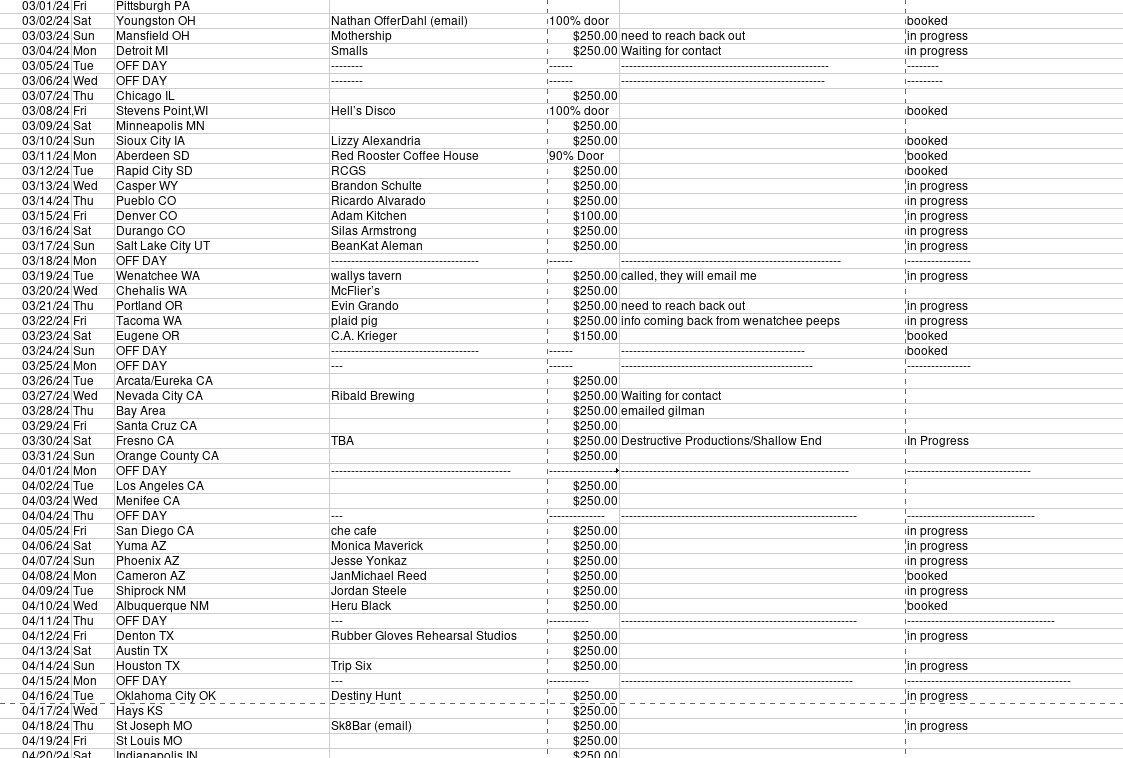 03/01/24 Fri Pittsburgh PA
03/02/24 Sat Youngston OH Nathan OfferDahl (email) 100% door booked
03/03/24 Sun Mansfield OH Mothership $250.00 need to reach back out in progress
03/04/24 Mon Detroit MI Smalls $250.00 Waiting for contact in progress
03/05/24 Tue OFF DAY -------- ------ ---------------------------------------------------- --------
03/06/24 Wed OFF DAY -------- ------ --------------------------------------------------- ---------
03/07/24 Thu Chicago IL $250.00
03/08/24 Fri Stevens Point,WI Hell's Disco 100% door booked
03/09/24 Sat Minneapolis MN $250.00
03/10/24 Sun Sioux City IA Lizzy Alexandria $250.00 booked
03/11/24 Mon Aberdeen SD Red Rooster Coffee House 90% Door booked
03/12/24 Tue Rapid City SD RCGS $250.00 booked
03/13/24 Wed Casper WY Brandon Schulte $250.00 in progress
03/14/24 Thu Pueblo CO Ricardo Alvarado $250.00 in progress
03/15/24 Fri Denver CO Adam Kitchen $100.00 in progress
03/16/24 Sat Durango CO Silas Armstrong $250.00 in progress
03/17/24 Sun Salt Lake City UT BeanKat Aleman $250.00 in progress
03/18/24 Mon OFF DAY ------------------------------------- ------ ------------------------------------------------------- ----------------
03/19/24 Tue Wenatchee WA wallys tavern $250.00 called, they will email me in progress
03/20/24 Wed Chehalis WA McFlier's $250.00
03/21/24 Thu Portland OR Evin Grando $250.00 need to reach back out in progress
03/22/24 Fri Tacoma WA plaid pig $250.00 info coming back from wenatchee peeps in progress
03/23/24 Sat Eugene OR C.A. Krieger $150.00 booked
03/24/24 Sun OFF DAY ------------------------------------- ------ ---------------------------------------------- booked
03/25/24 Mon OFF DAY --- ------ ------------------------------------------------ ----------------
03/26/24 Tue Arcata/Eureka CA $250.00
03/27/24 Wed Nevada City CA Ribald Brewing $250.00 Waiting for contact
03/28/24 Thu Bay Area $250.00 emailed gilman
03/29/24 Fri Santa Cruz CA $250.00
03/30/24 Sat Fresno CA TBA $250.00 Destructive Productions/Shallow End In Progress
03/31/24 Sun Orange County CA $250.00
04/01/24 Mon OFF DAY --------------------------------------------- ----------------- --------------------------------------------------------- -------------------------------
04/02/24 Tue Los Angeles CA $250.00
04/03/24 Wed Menifee CA $250.00
04/04/24 Thu OFF DAY --- -------------- ----------------------------------------------------------- --------------------------------
04/05/24 Fri San Diego CA che cafe $250.00 in progress
04/06/24 Sat Yuma AZ Monica Maverick $250.00 in progress
04/07/24 Sun Phoenix AZ Jesse Yonkaz $250.00 in progress
04/08/24 Mon Cameron AZ JanMichael Reed $250.00 booked
04/09/24 Tue Shiprock NM Jordan Steele $250.00 in progress
04/10/24 Wed Albuquerque NM Heru Black $250.00 booked
04/11/24 Thu OFF DAY --- ---------- ----------------------------------------------------------- -------------------------------------
04/12/24 Fri Denton TX Rubber Gloves Rehearsal Studios $250.00 in progress
04/13/24 Sat Austin TX $250.00
04/14/24 Sun Houston TX Trip Six $250.00 in progress
04/15/24 Mon OFF DAY --- ---------- ---------------------------------------------------------- -----------------------------------------
04/16/24 Tue Oklahoma City OK Destiny Hunt $250.00 in progress
04/17/24 Wed Hays KS $250.00
04/18/24 Thu St Joseph MO Sk8Bar (email) $250.00 in progress
04/19/24 Fri St Louis MO $250.00
04/20/24 Sat Indianapolis IN $250.00